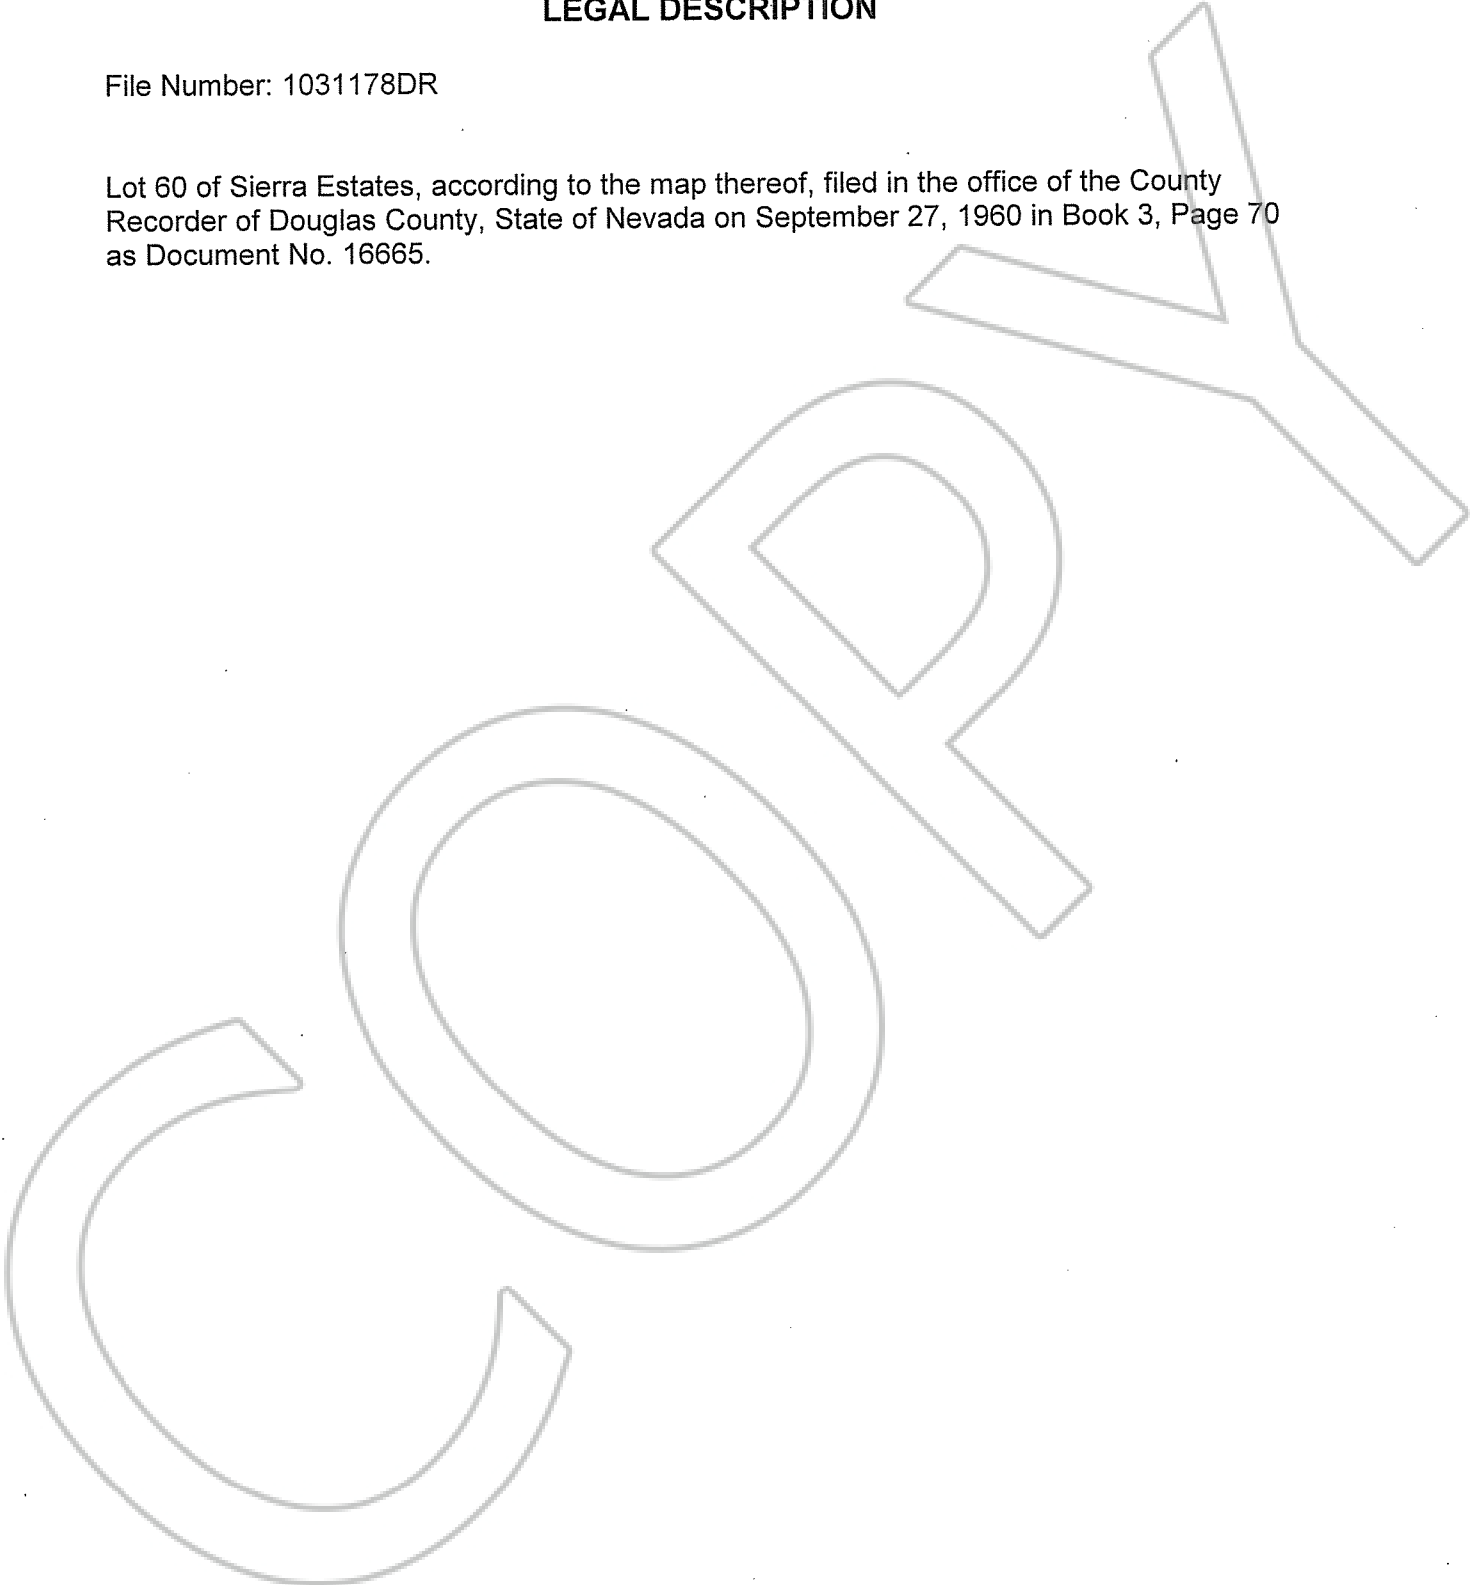 LEGAL DESCRIPTION
File Number: 1031178DR
Lot 60 of Sierra Estates, according to the map thereof, filed in the office of the County
Recorder of Douglas County, State of Nevada on September 27, 1960 in Book 3, Page 70
as Document No. 16665.
COPY